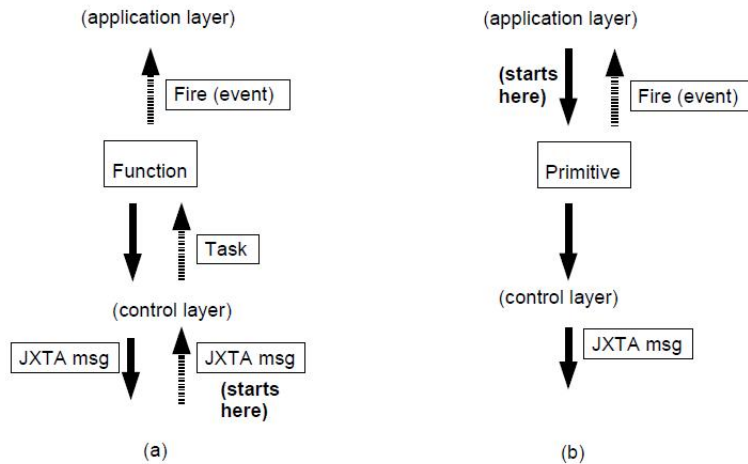 (application layer)
Fire (event)
Function
Task
(control layer)
JXTA msg
JXTA msg
(starts
here)
(a)
(application layer)
(starts
here)
Fire (event)
Primitive
(control layer)
JXTA msg
(b)